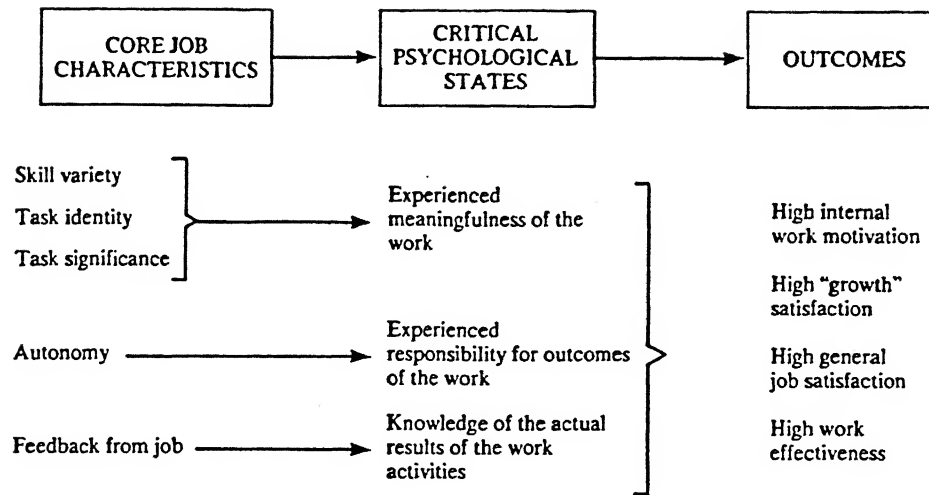 CORE JOB
CHARACTERISTICS
CRITICAL
PSYCHOLOGICAL
STATES
OUTCOMES
Skill variety
Task identity
Task significance
Experienced
meaningfulness of the
work
Autonomy
Experienced
responsibility for outcomes
of the work
Feedback from job
Knowledge of the actual
results of the work
activities
High internal
work motivation
High "growth"
satisfaction
High general
job satisfaction
High work
effectiveness